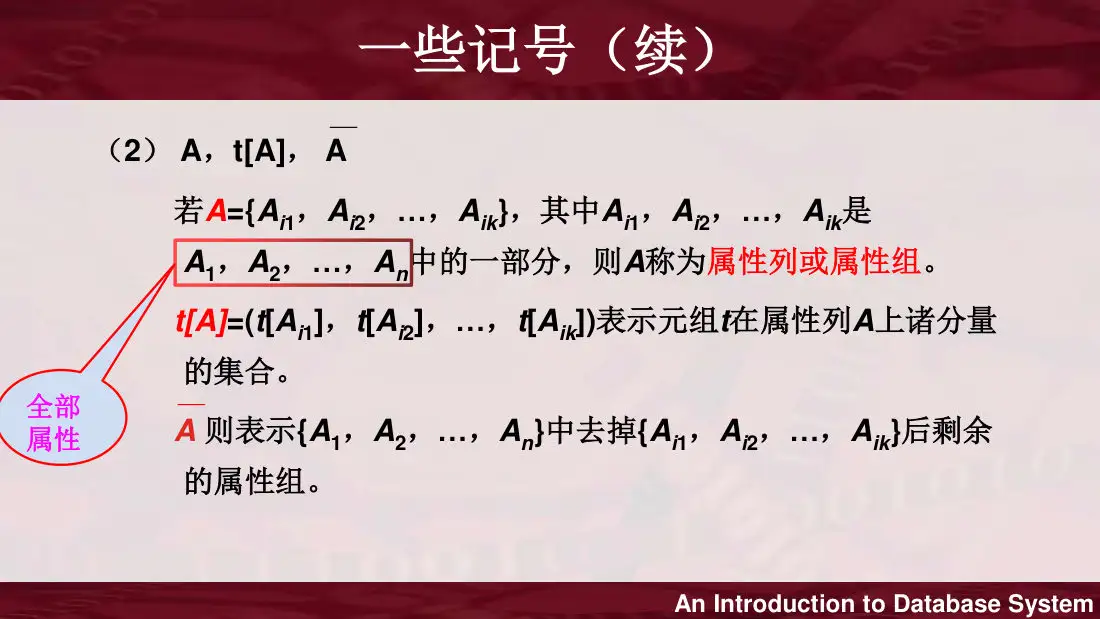 一些记号（续）
（2） A，t[A]， A̅
若A={Ai1，Ai2，…，Aik}，其中Ai1，Ai2，…，Aik是
A1，A2，…，An中的一部分，则A称为属性列或属性组。
t[A]=(t[Ai1]，t[Ai2]，…，t[Aik])表示元组t在属性列A上诸分量
的集合。
全部
属性
A̅ 则表示{A1，A2，…，An}中去掉{Ai1，Ai2，…，Aik}后剩余
的属性组。
An Introduction to Database System